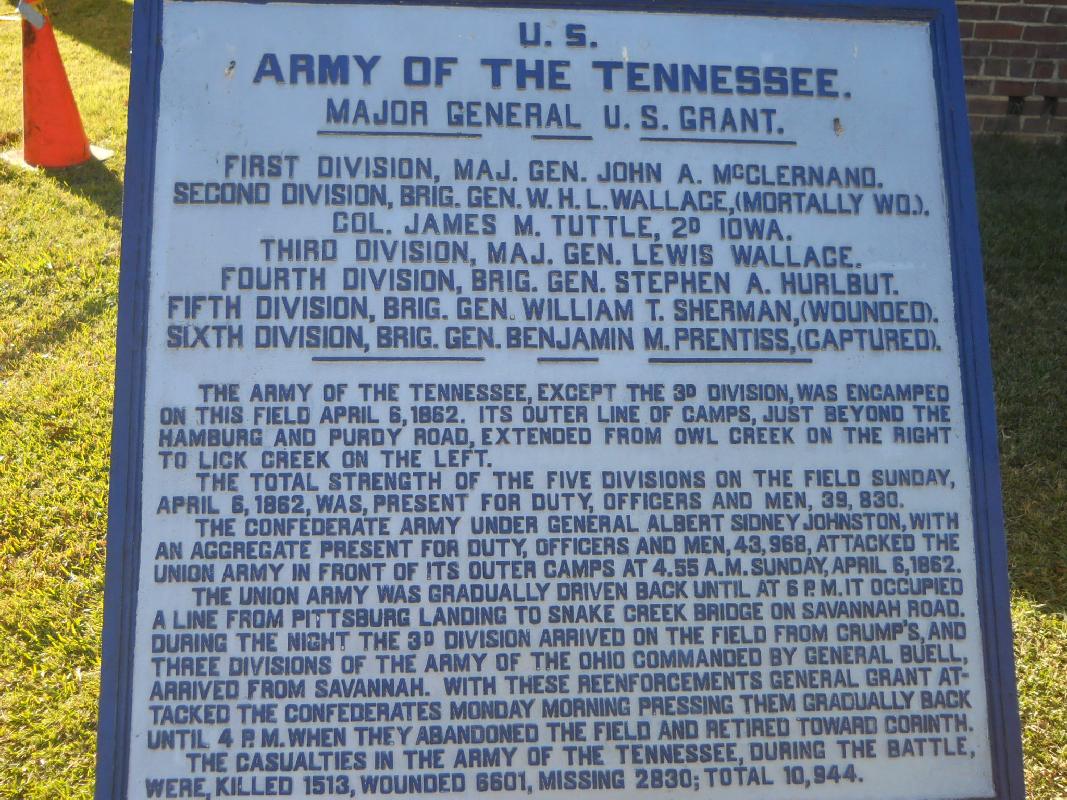 U. S.
ARMY OF THE TENNESSEE.
MAJOR GENERAL U. S. GRANT.
FIRST DIVISION, MAJ. GEN. JOHN A. McCLERNAND.
SECOND DIVISION, BRIG. GEN. W. H. L. WALLACE, (MORTALLY WD.).
COL. JAMES M. TUTTLE, 2D IOWA.
THIRD DIVISION, MAJ. GEN. LEWIS WALLACE.
FOURTH DIVISION, BRIG. GEN. STEPHEN A. HURLBUT.
FIFTH DIVISION, BRIG. GEN. WILLIAM T. SHERMAN, (WOUNDED).
SIXTH DIVISION, BRIG. GEN. BENJAMIN M. PRENTISS, (CAPTURED).
THE ARMY OF THE TENNESSEE, EXCEPT THE 3D DIVISION, WAS ENCAMPED
ON THIS FIELD APRIL 6, 1862. ITS OUTER LINE OF CAMPS, JUST BEYOND THE
HAMBURG AND PURDY ROAD, EXTENDED FROM OWL CREEK ON THE RIGHT
TO LICK CREEK ON THE LEFT.
THE TOTAL STRENGTH OF THE FIVE DIVISIONS ON THE FIELD SUNDAY,
APRIL 6, 1862, WAS, PRESENT FOR DUTY, OFFICERS AND MEN, 39,830.
THE CONFEDERATE ARMY UNDER GENERAL ALBERT SIDNEY JOHNSTON, WITH
AN AGGREGATE PRESENT FOR DUTY, OFFICERS AND MEN, 43,968, ATTACKED THE
UNION ARMY IN FRONT OF ITS OUTER CAMPS AT 4.55 A.M. SUNDAY, APRIL 6, 1862.
THE UNION ARMY WAS GRADUALLY DRIVEN BACK UNTIL AT 6 P.M. IT OCCUPIED
A LINE FROM PITTSBURG LANDING TO SNAKE CREEK BRIDGE ON SAVANNAH ROAD.
DURING THE NIGHT THE 3D DIVISION ARRIVED ON THE FIELD FROM CRUMP'S, AND
THREE DIVISIONS OF THE ARMY OF THE OHIO COMMANDED BY GENERAL BUELL,
ARRIVED FROM SAVANNAH. WITH THESE REENFORCEMENTS GENERAL GRANT AT-
TACKED THE CONFEDERATES MONDAY MORNING PRESSING THEM GRADUALLY BACK
UNTIL 4 P.M. WHEN THEY ABANDONED THE FIELD AND RETIRED TOWARD CORINTH.
THE CASUALTIES IN THE ARMY OF THE TENNESSEE, DURING THE BATTLE,
WERE, KILLED 1513, WOUNDED 6601, MISSING 2830; TOTAL 10,944.